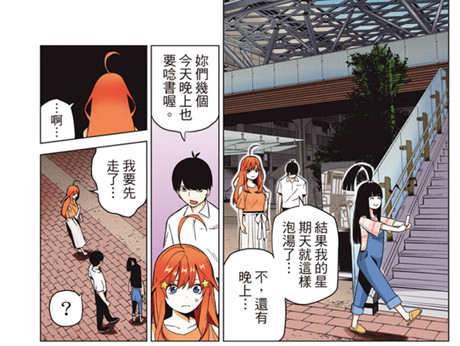 結果我的星
期天就這樣
泡湯了⋯
不，還有
晚上⋯
妳們幾個
今天晚上也
要唸書喔。
⋯啊⋯
我要先
走了⋯
？